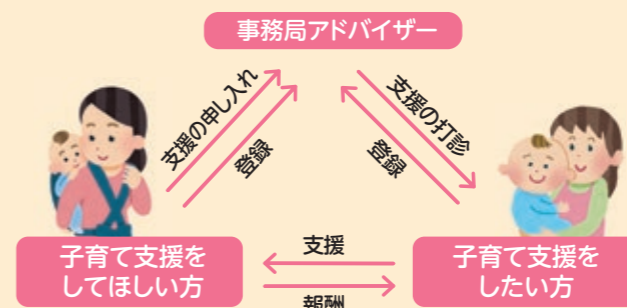 事務局アドバイザー
支援の申し入れ
登録
支援の打診
登録
子育て支援を
してほしい方
支援
報酬
子育て支援を
したい方